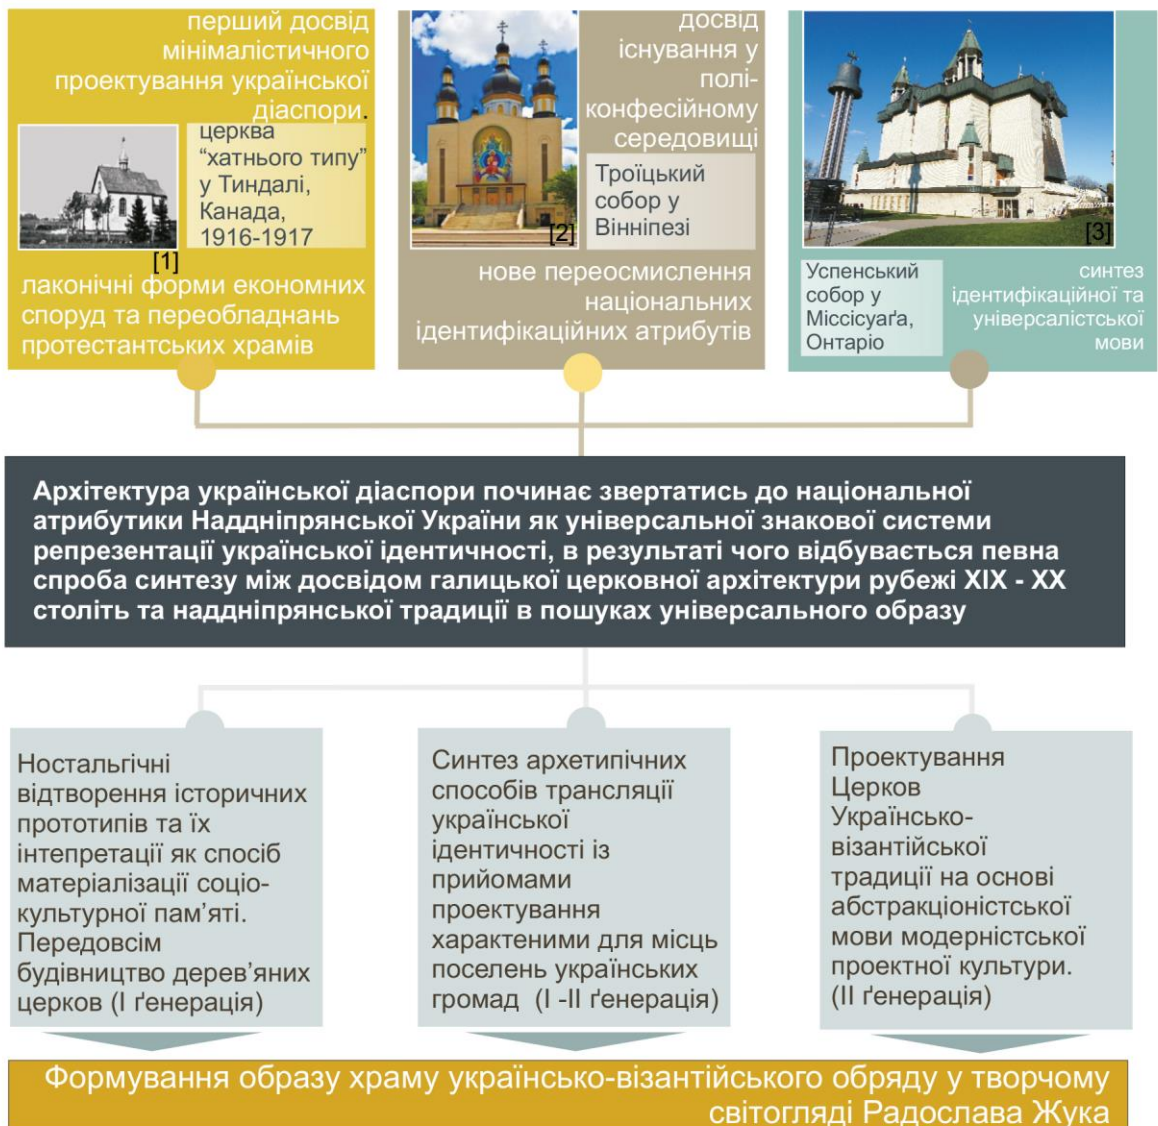 перший досвід
мінімалістичного
проектування української
діаспори.
церква
“хатнього типу”
у Тиндалі,
Канада,
1916-1917
[1]
лаконічні форми економних
споруд та переобладнань
протестантських храмів
досвід
існування у
полі-
конфесійному
середовищі
Троїцький
собор у
Вінніпезі
[2]
нове переосмислення
національних
ідентифікаційних атрибутів
[3]
Успенський
собор у
Міссісуаґа,
Онтаріо
синтез
ідентифікаційної та
універсалістської
мови
Архітектура української діаспори починає звертатись до національної
атрибутики Наддніпрянської України як універсальної знакової системи
репрезентації української ідентичності, в результаті чого відбувається певна
спроба синтезу між досвідом галицької церковної архітектури рубежі XIX - XX
століть та наддніпрянської традиції в пошуках універсального образу
Ностальгічні
відтворення історичних
прототипів та їх
інтепретації як спосіб
матеріалізації соціо-
культурної пам’яті.
Передовсім
будівництво дерев’яних
церков (I ґенерація)
Синтез архетипічних
способів трансляції
української
ідентичності із
прийомами
проектування
характеними для місць
поселень українських
громад (I -II ґенерація)
Проектування
Церков
Українсько-
візантійської
традиції на основі
абстракціоністської
мови модерністської
проектної культури.
(II ґенерація)
Формування образу храму українсько-візантійського обряду у творчому
світогляді Радослава Жука